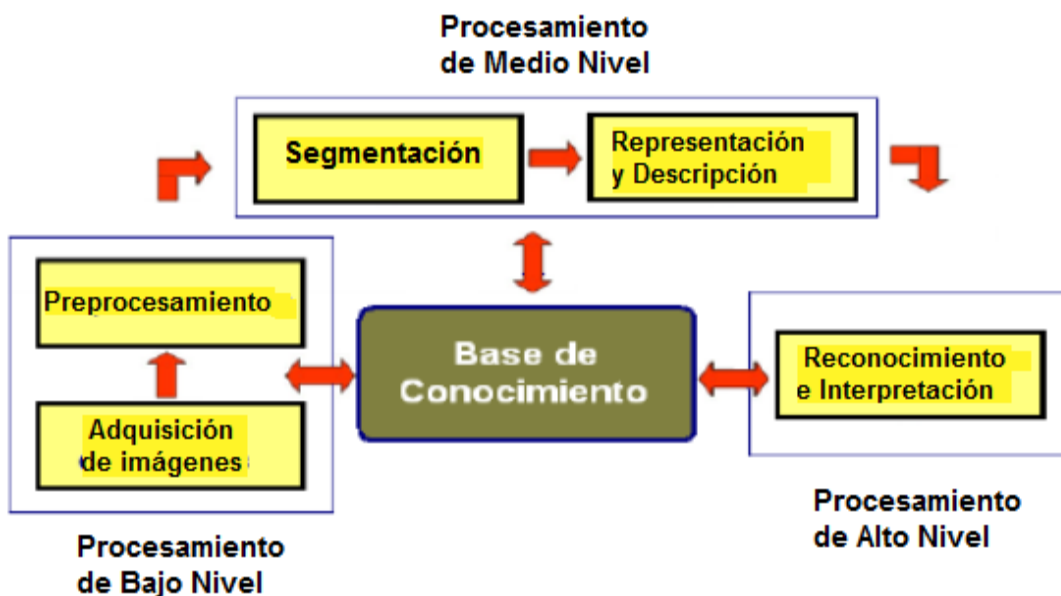 Procesamiento
de Medio Nivel
Segmentación
Representación
y Descripción
Preprocesamiento
Adquisición
de imágenes
Base de
Conocimiento
Reconocimiento
e Interpretación
Procesamiento
de Bajo Nivel
Procesamiento
de Alto Nivel